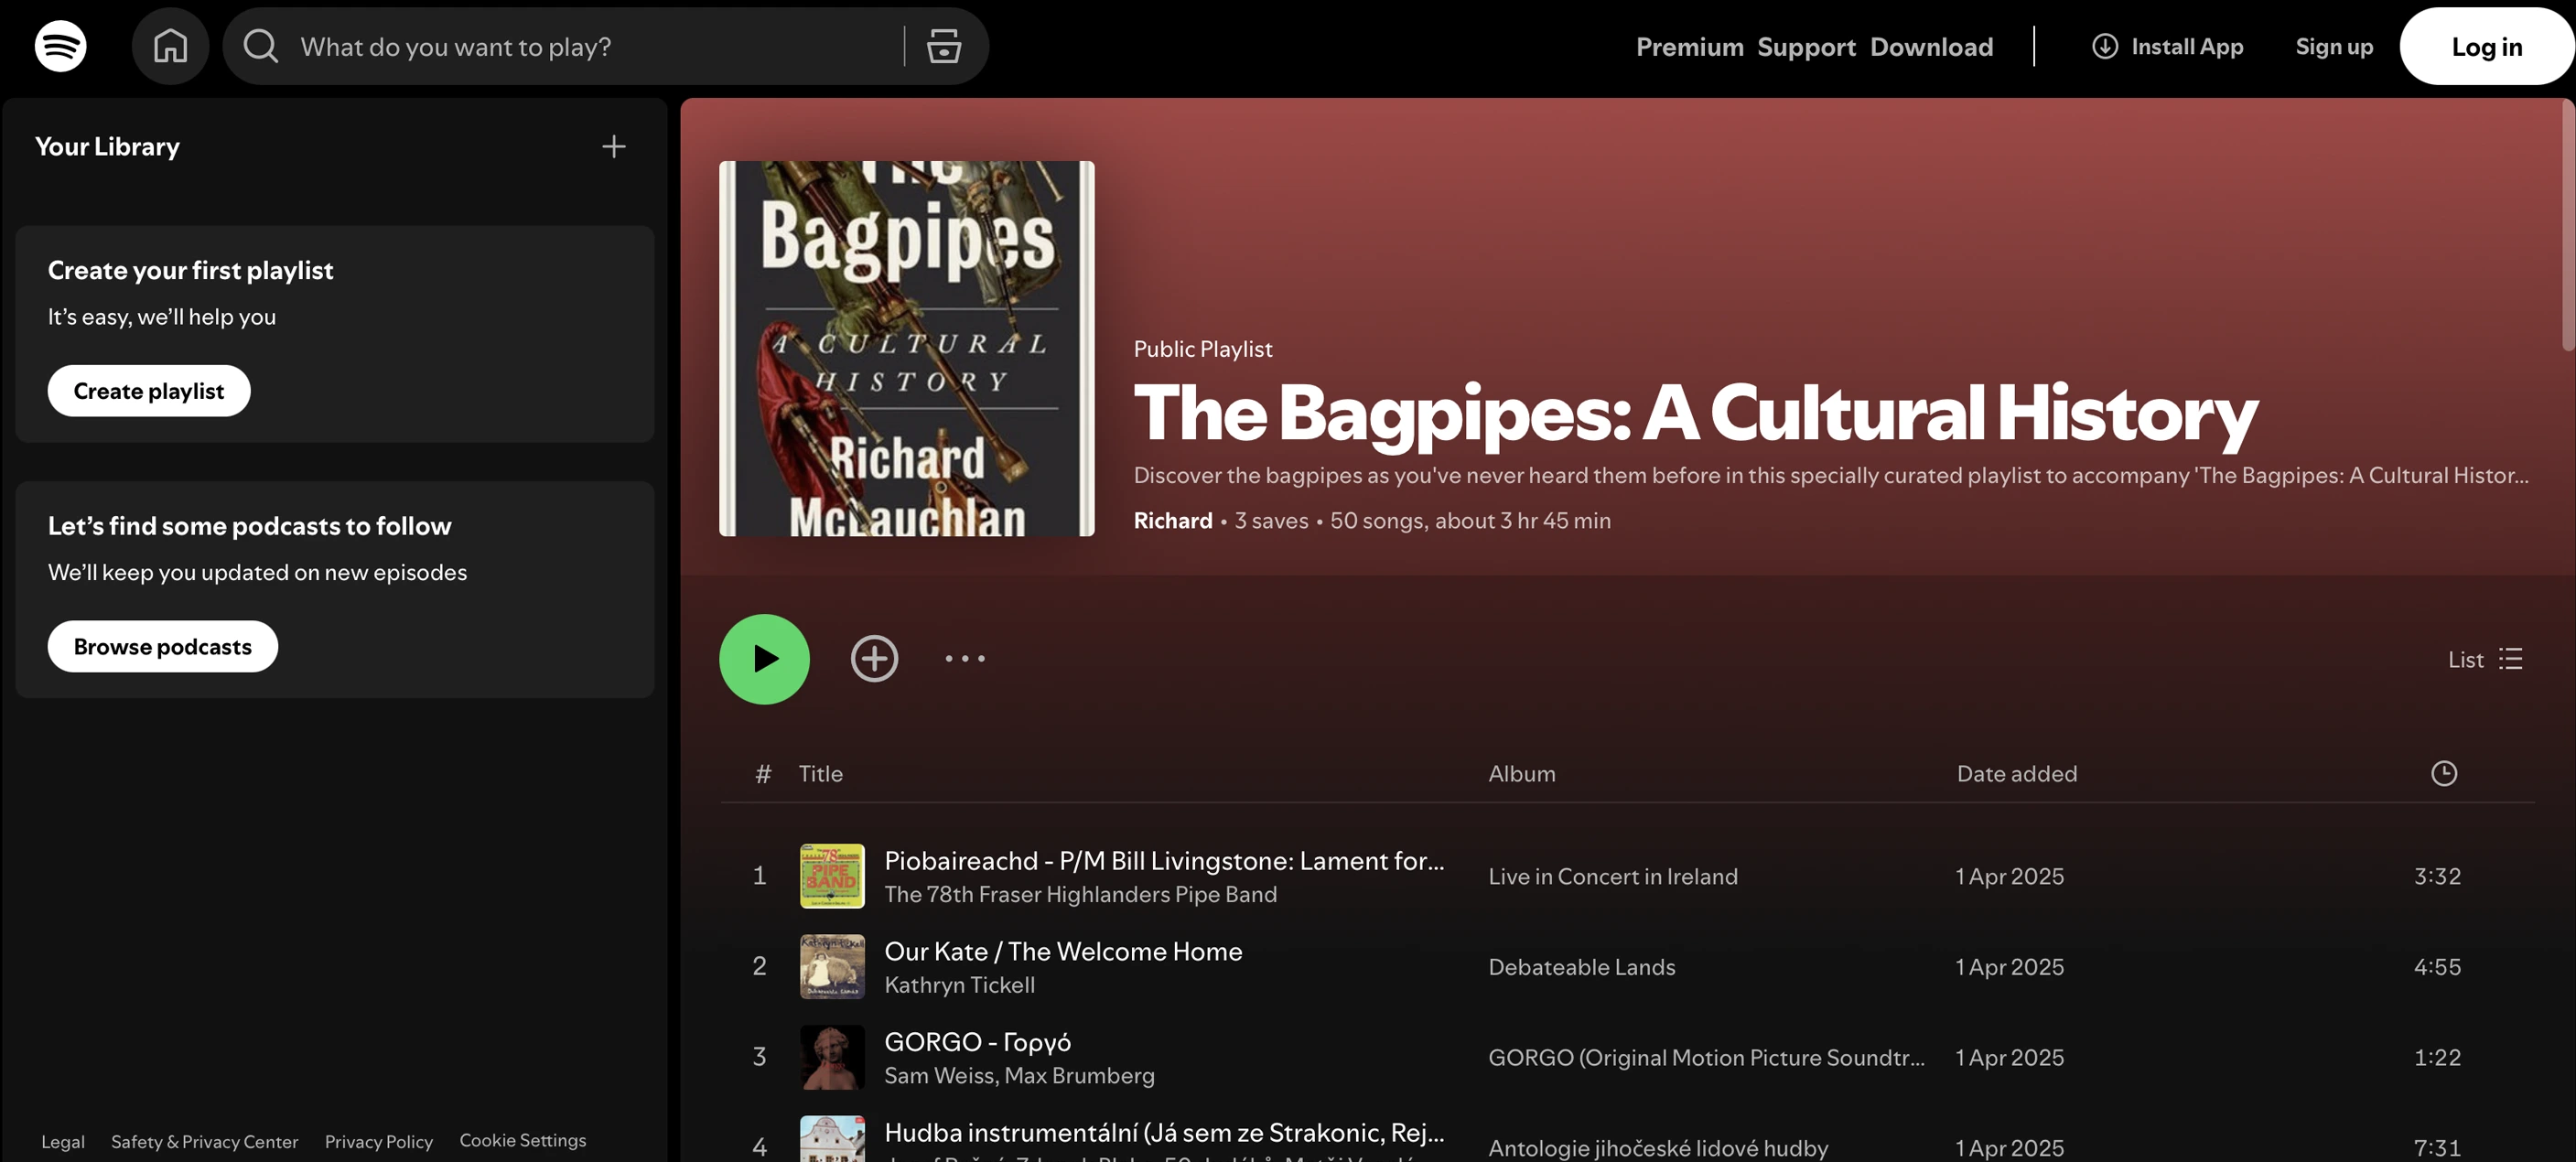 What do you want to play?
Premium Support Download
Install App
Sign up
Log in
Your Library
Create your first playlist
It's easy, we'll help you
Create playlist
Let's find some podcasts to follow
We'll keep you updated on new episodes
Browse podcasts
Legal Safety & Privacy Center Privacy Policy Cookie Settings
The
Bagpipes
A CULTURAL
HISTORY
Richard
McLauchlan
Public Playlist
The Bagpipes: A Cultural History
Discover the bagpipes as you've never heard them before in this specially curated playlist to accompany 'The Bagpipes: A Cultural Histor...
Richard • 3 saves • 50 songs, about 3 hr 45 min
List
# Title Album Date added
1 Piobaireachd - P/M Bill Livingstone: Lament for... Live in Concert in Ireland 1 Apr 2025 3:32
78th
PIPE
BAND
The 78th Fraser Highlanders Pipe Band
2 Our Kate / The Welcome Home Debateable Lands 1 Apr 2025 4:55
Kathryn Tickell
Debateable Lands
Kathryn Tickell
3 GORGO - Γοργό GORGO (Original Motion Picture Soundtr... 1 Apr 2025 1:22
Sam Weiss, Max Brumberg
4 Hudba instrumentální (Já sem ze Strakonic, Rej... Antologie jihočeské lidové hudby 1 Apr 2025 7:31